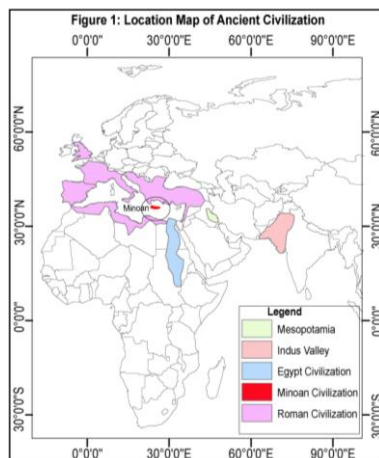 Figure 1: Location Map of Ancient Civilization
0°0'0" 30°0'0"E 60°0'0"E 90°0'0"E
60°0'0"N 60°0'0"N
30°0'0"N 30°0'0"N
0°0'0" 0°0'0"
30°0'0"S 30°0'0"S
Minoan
Legend
Mesopotamia
Indus Valley
Egypt Civilization
Minoan Civilization
Roman Civilization
0°0'0" 30°0'0"E 60°0'0"E 90°0'0"E